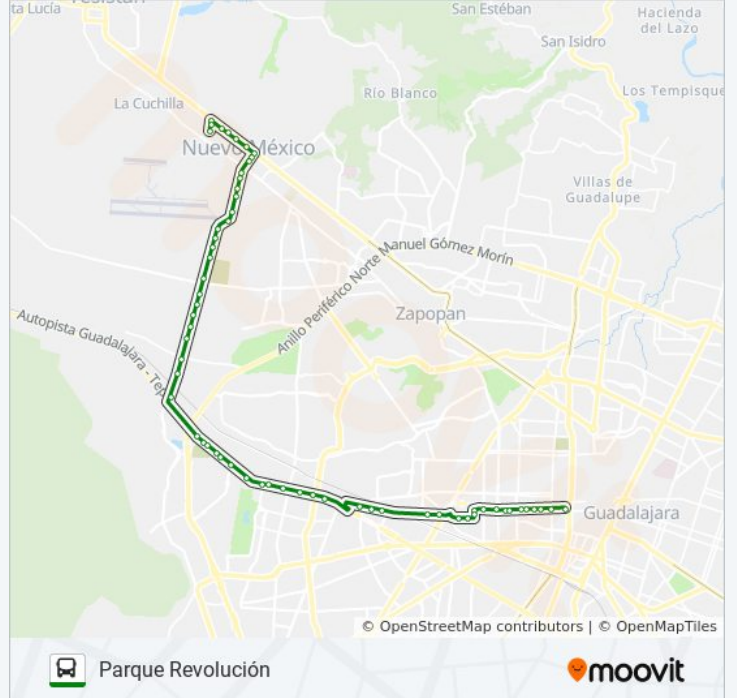 ta Lucía
San Estéban
Hacienda
del Lazo
San Isidro
La Cuchilla
Río Blanco
Los Tempisque
Nuevo México
Villas de
Guadalupe
Anillo Periférico Norte Manuel Gómez Morín
Zapopan
Autopista Guadalajara - Tep
Guadalajara
© OpenStreetMap contributors | © OpenMapTiles
Parque Revolución
moovit